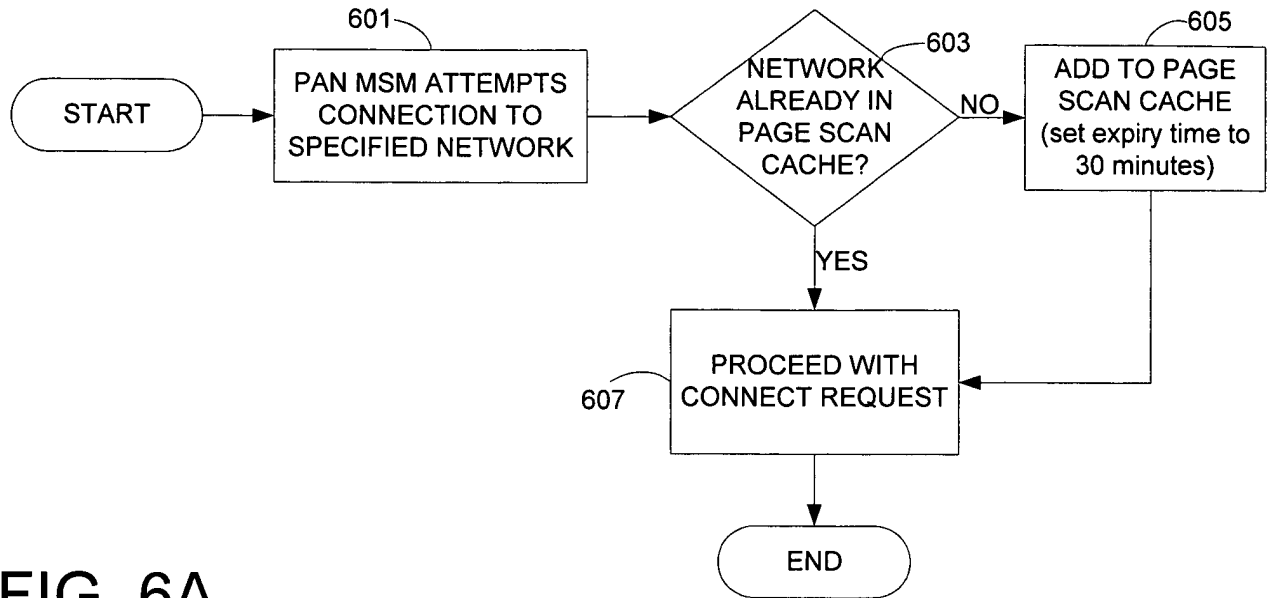 601
603
605
START
PAN MSM ATTEMPTS
CONNECTION TO
SPECIFIED NETWORK
NETWORK
ALREADY IN
PAGE SCAN
CACHE?
NO
ADD TO PAGE
SCAN CACHE
(set expiry time to
30 minutes)
YES
PROCEED WITH
CONNECT REQUEST
607
END
FIG. 6A